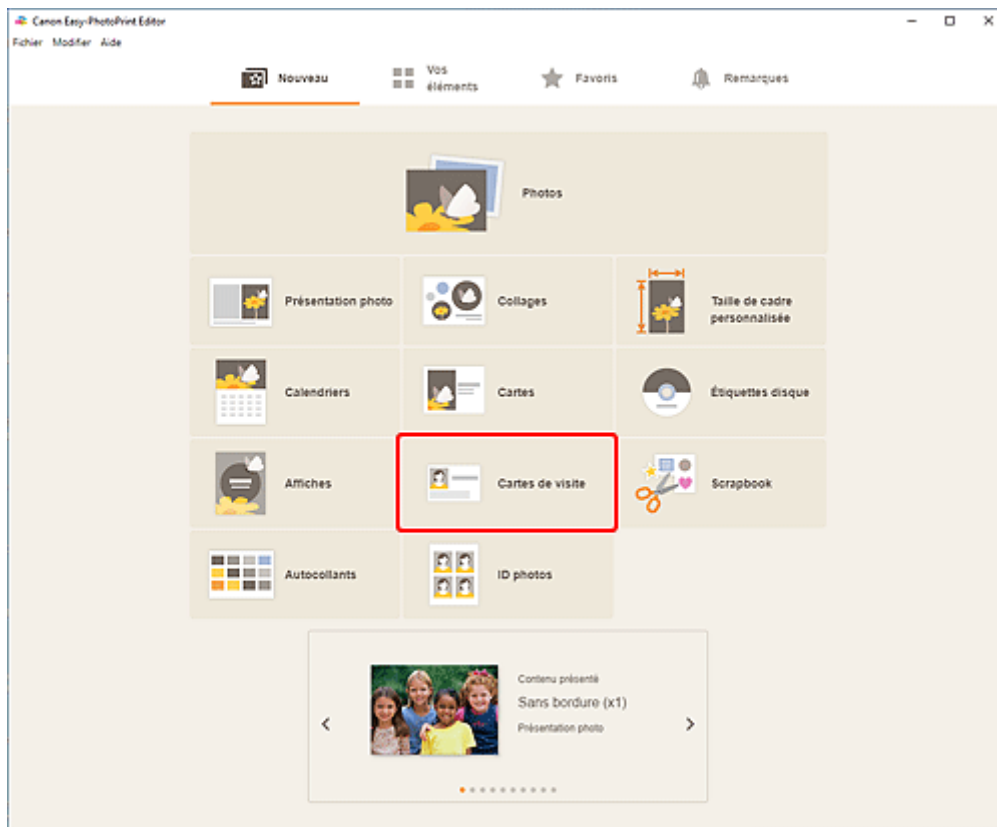 Canon Easy-PhotoPrint Editor
Fichier Modifier Aide
Nouveau
Vos
éléments
Favoris
Remarques
Photos
Présentation photo
Collages
Taille de cadre
personnalisée
Calendriers
Cartes
Étiquettes disque
Affiches
Cartes de visite
Scrapbook
Autocollants
ID photos
Contenu présenté
Sans bordure (x1)
Présentation photo